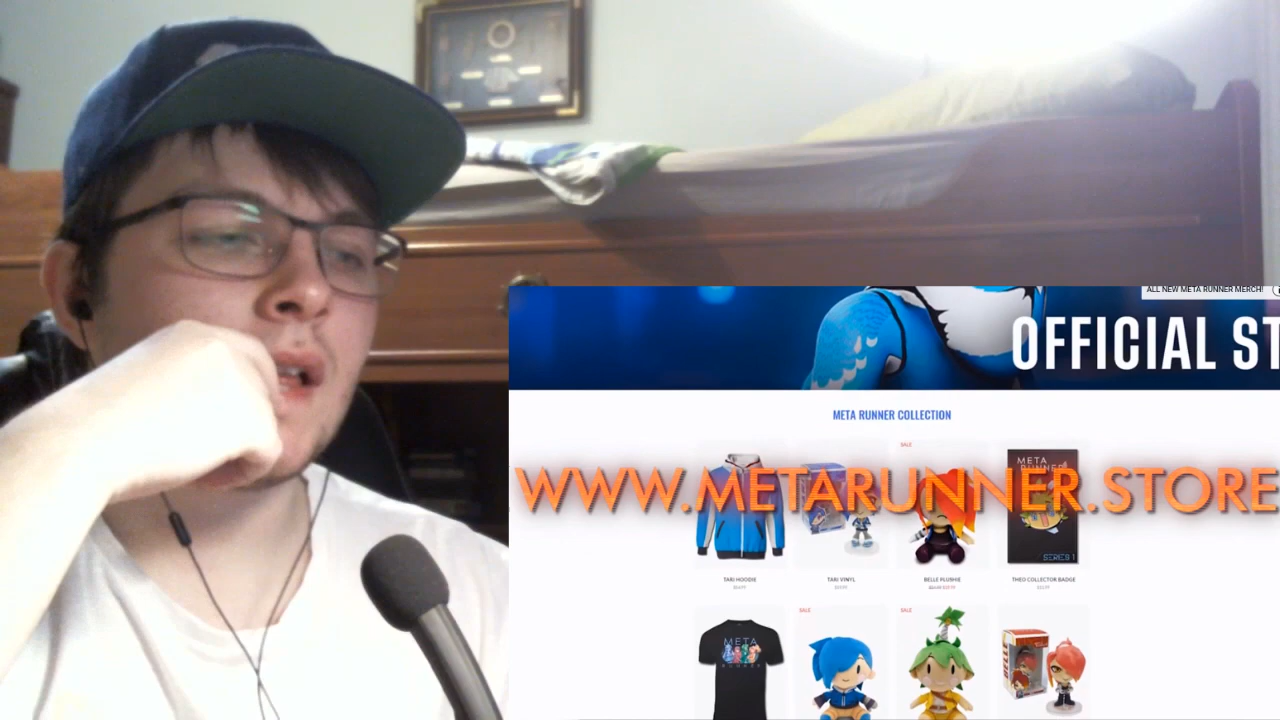 ALL NEW META RUNNER MERCH!
OFFICIAL ST
META RUNNER COLLECTION
SALE
META
RUNNER
WWW.METARUNNER.STORE
SERIES 1
TARI HOODIE
TARI VINYL
BELLE PLUSHIE
THEO COLLECTOR BADGE
SALE
SALE
META
RUNNER